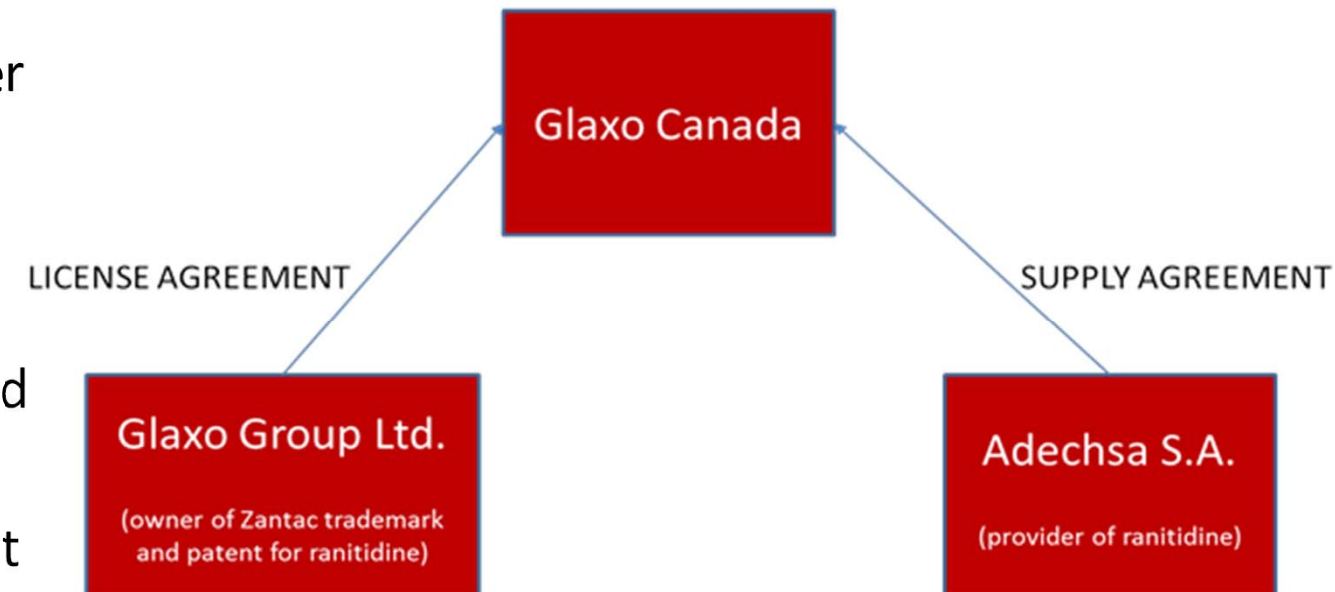 er
Glaxo Canada
LICENSE AGREEMENT
SUPPLY AGREEMENT
d
Glaxo Group Ltd.
(owner of Zantac trademark
and patent for ranitidine)
t
Adechsa S.A.
(provider of ranitidine)